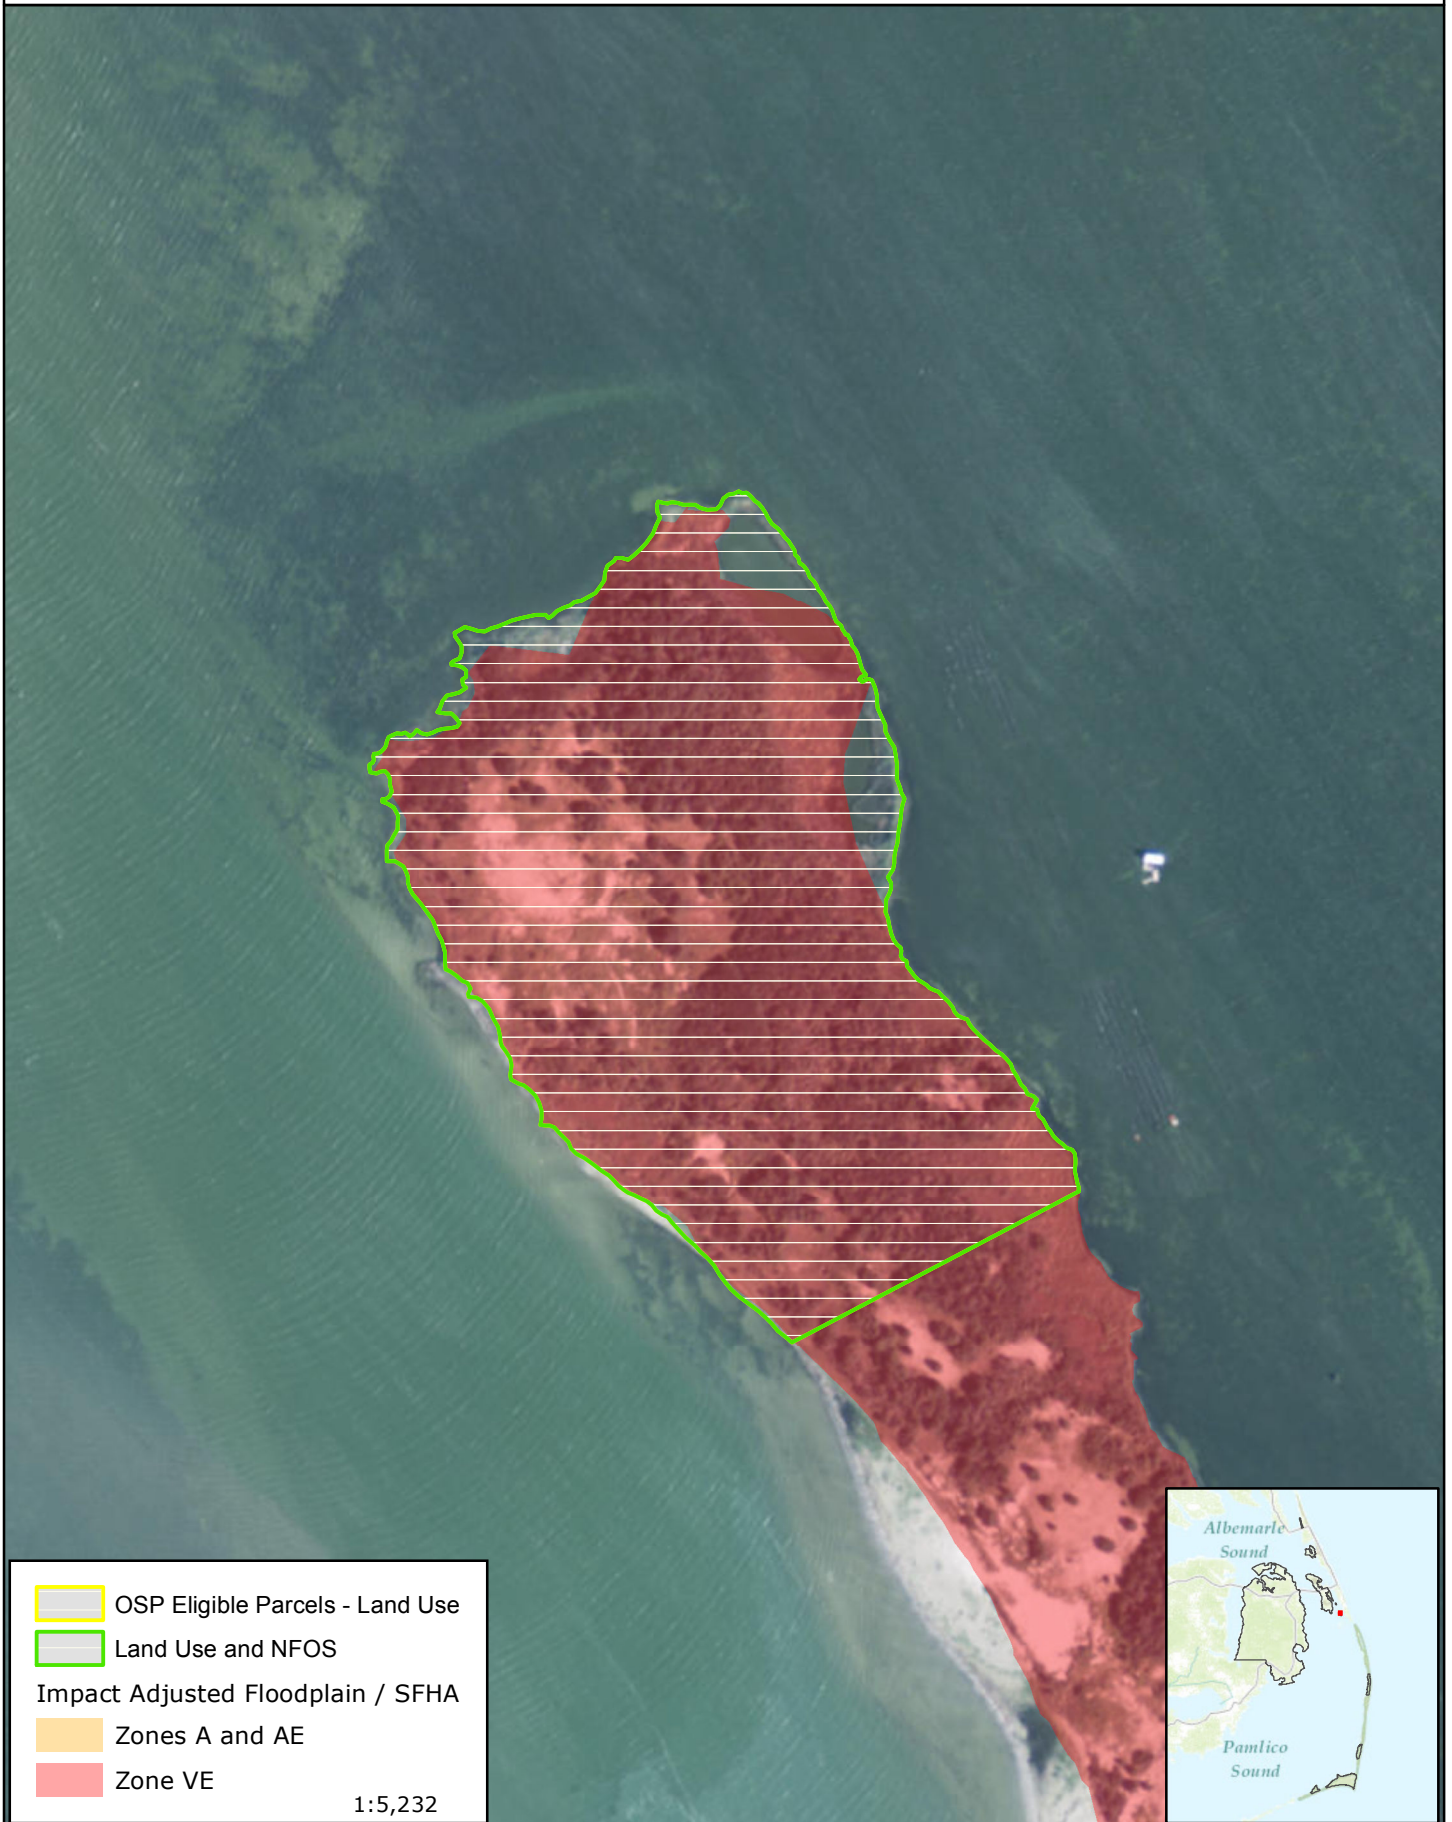 OSP Eligible Parcels - Land Use
Land Use and NFOS
Impact Adjusted Floodplain / SFHA
Zones A and AE
Zone VE
1:5,232
Albemarle
Sound
Pamlico
Sound